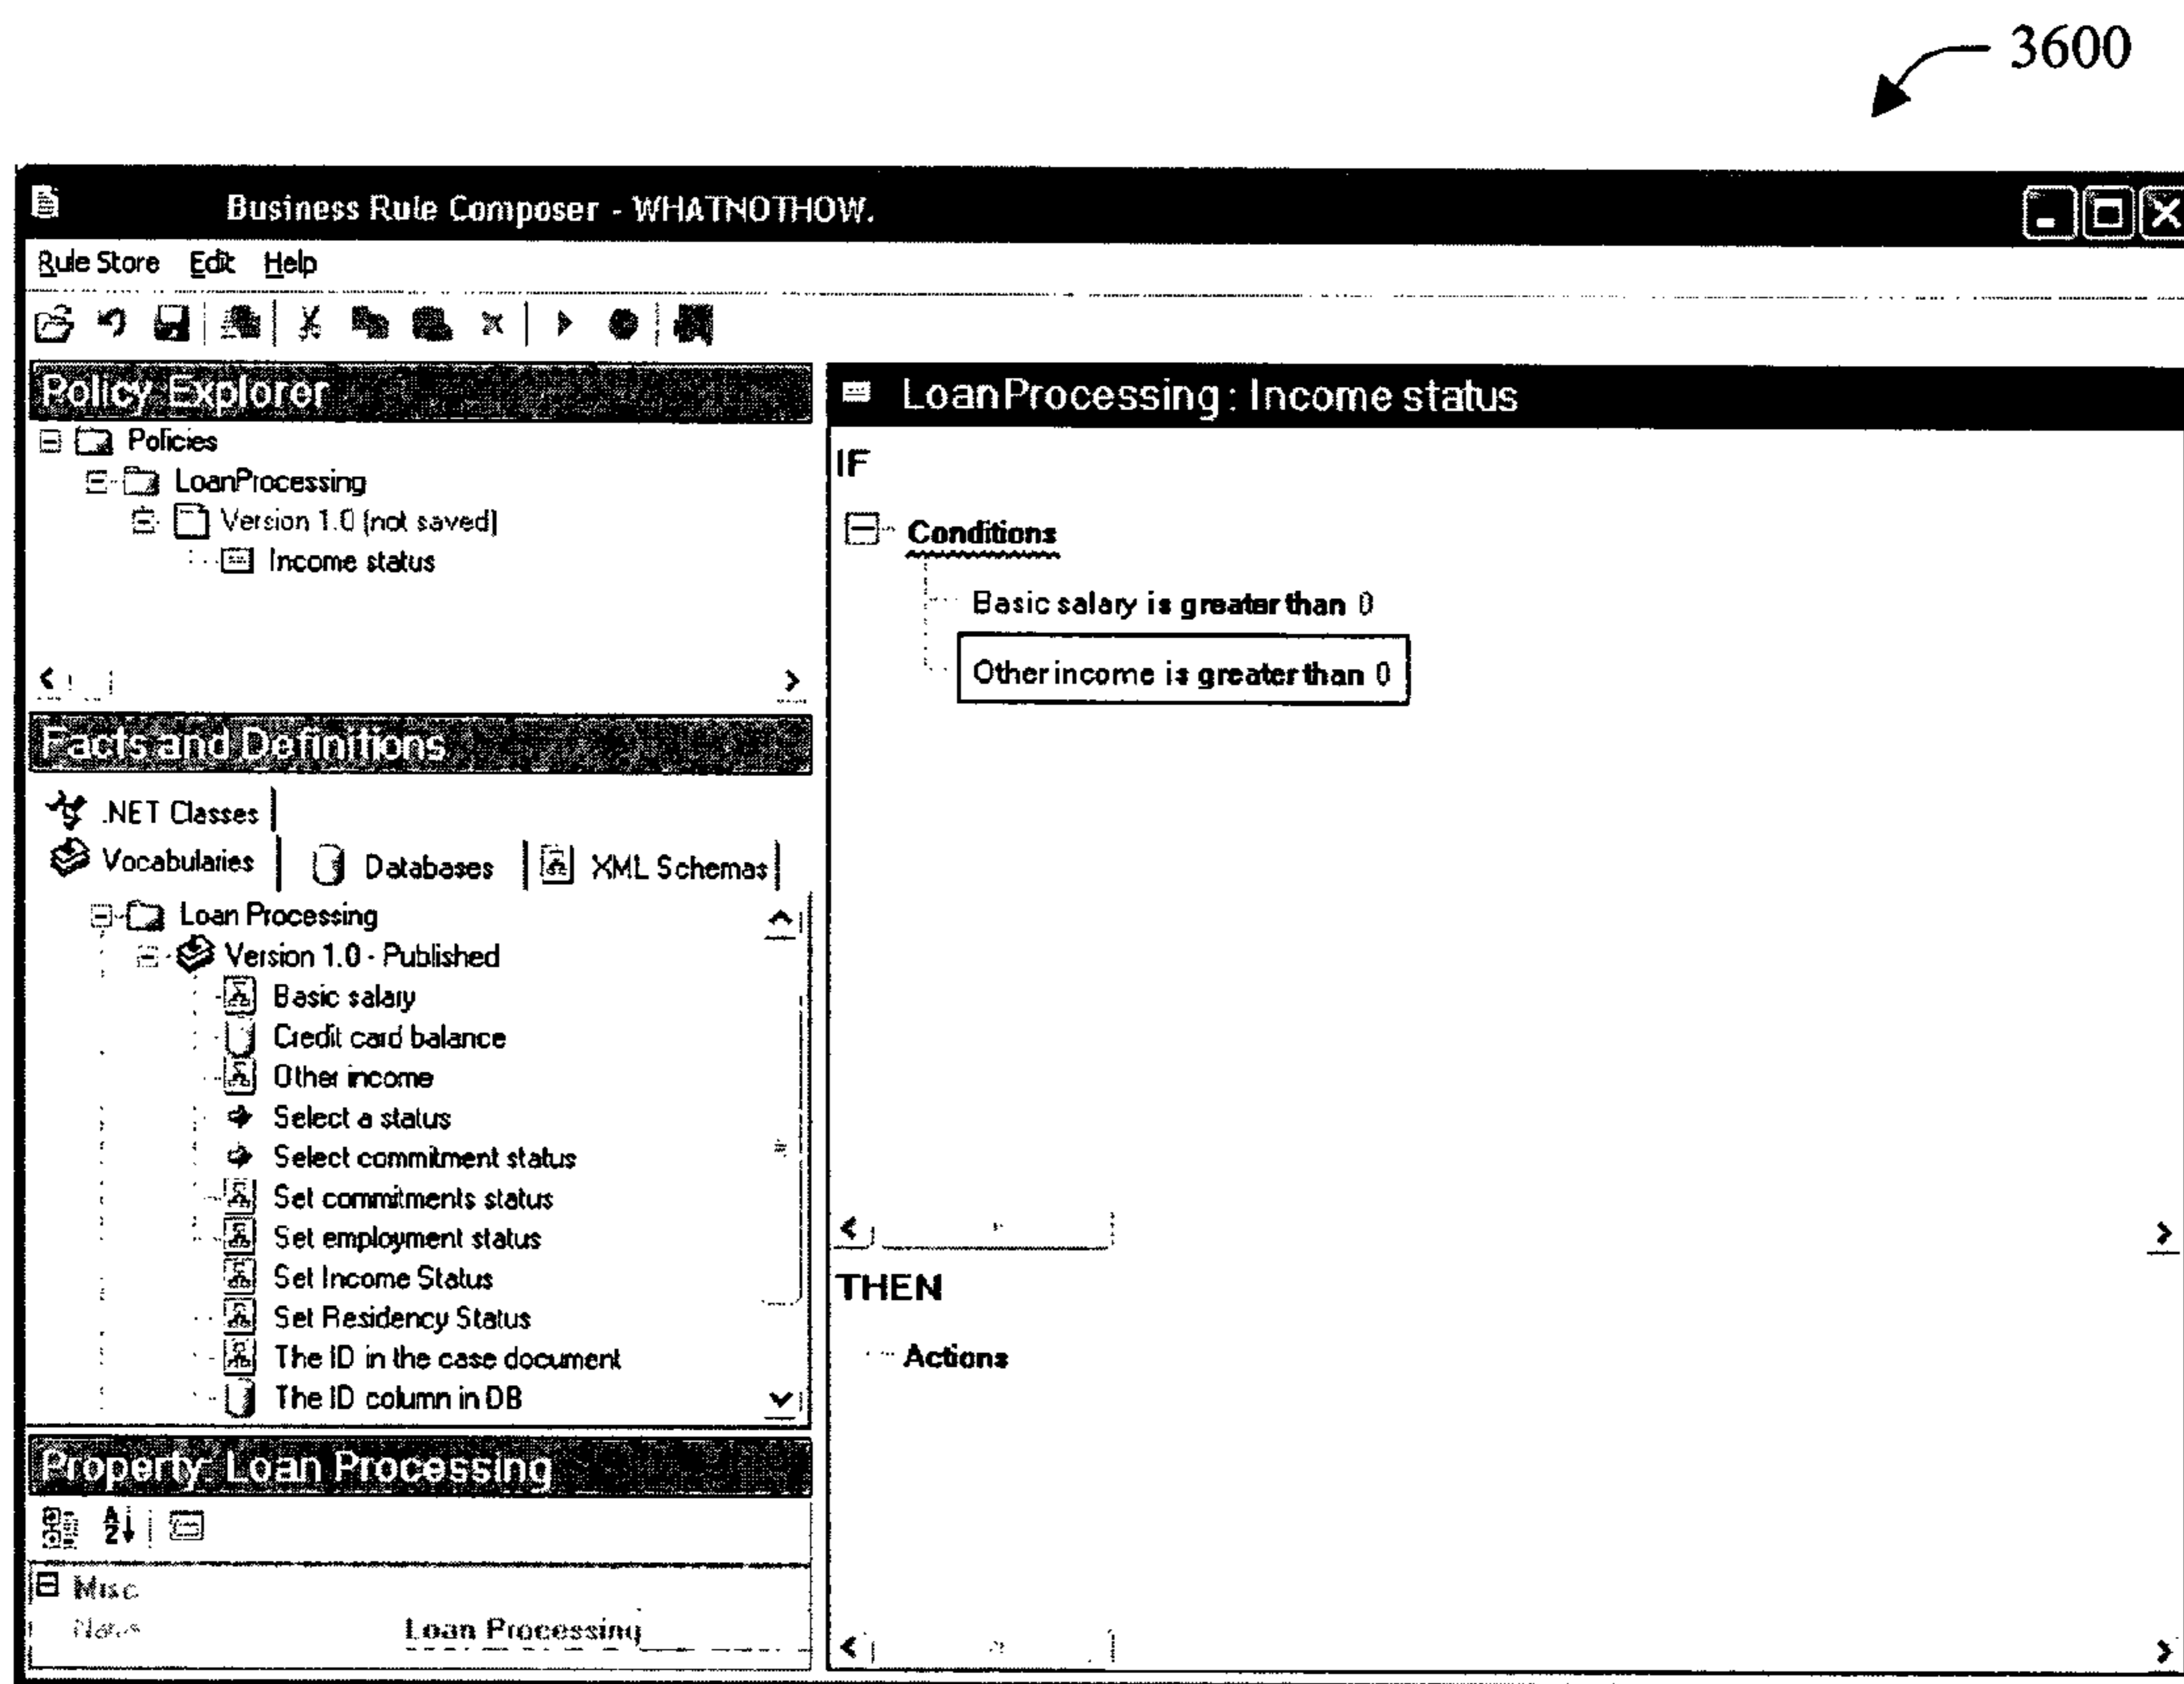 3600
Business Rule Composer - WHATNOTHOW.
Rule Store Edit Help
Policy Explorer
Policies
LoanProcessing
Version 1.0 (not saved)
Income status
Facts and Definitions
.NET Classes
Vocabularies Databases XML Schemas
Loan Processing
Version 1.0 - Published
Basic salary
Credit card balance
Other income
Select a status
Select commitment status
Set commitments status
Set employment status
Set Income Status
Set Residency Status
The ID in the case document
The ID column in DB
Property: Loan Processing
Misc
Loan Processing
LoanProcessing : Income status
IF
Conditions
Basic salary is greater than 0
Other income is greater than 0
THEN
Actions